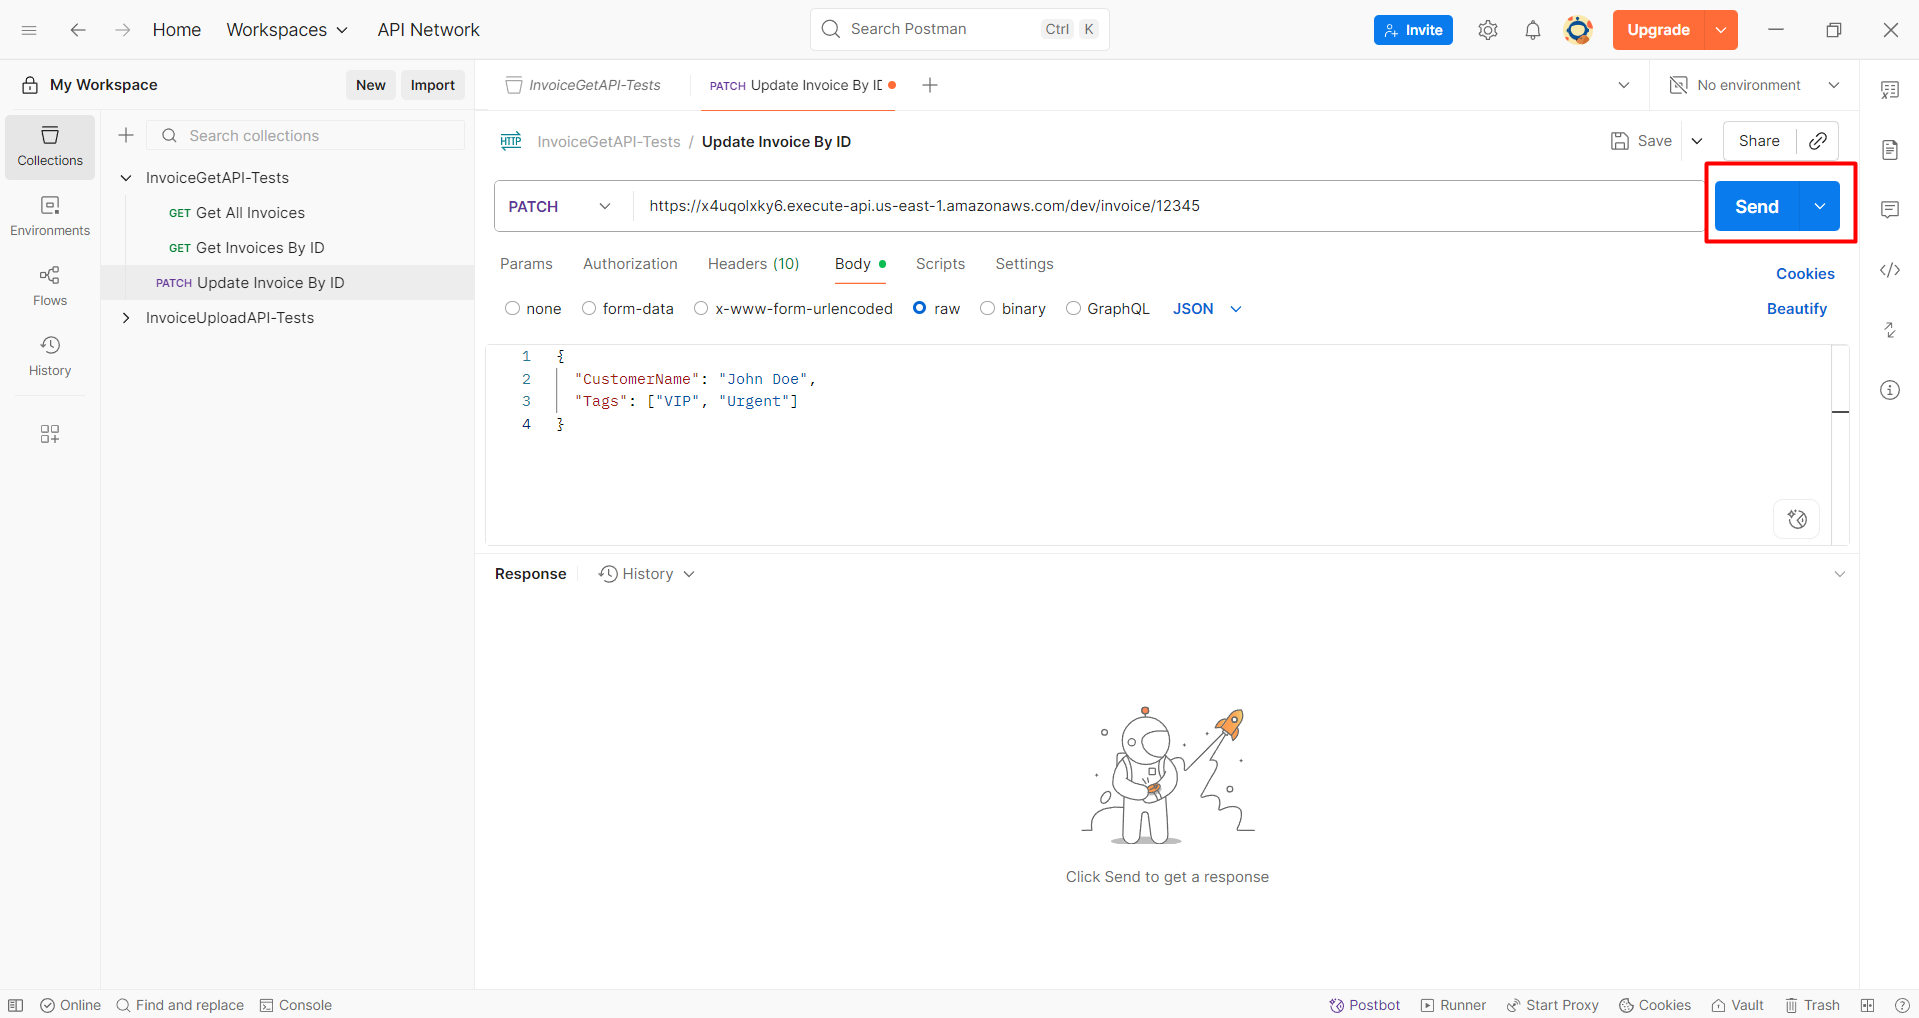 Home Workspaces API Network Search Postman Ctrl K Invite Upgrade
My Workspace New Import InvoiceGetAPI-Tests PATCH Update Invoice By ID No environment
Collections
Environments
Flows
History
Search collections
InvoiceGetAPI-Tests
GET Get All Invoices
GET Get Invoices By ID
PATCH Update Invoice By ID
InvoiceUploadAPI-Tests
HTTP InvoiceGetAPI-Tests / Update Invoice By ID Save Share
PATCH https://x4uqolxky6.execute-api.us-east-1.amazonaws.com/dev/invoice/12345 Send
Params Authorization Headers (10) Body Scripts Settings Cookies
none form-data x-www-form-urlencoded raw binary GraphQL JSON Beautify
1 {
2 "CustomerName": "John Doe",
3 "Tags": ["VIP", "Urgent"]
4 }
Response History
Click Send to get a response
Online Find and replace Console Postbot Runner Start Proxy Cookies Vault Trash